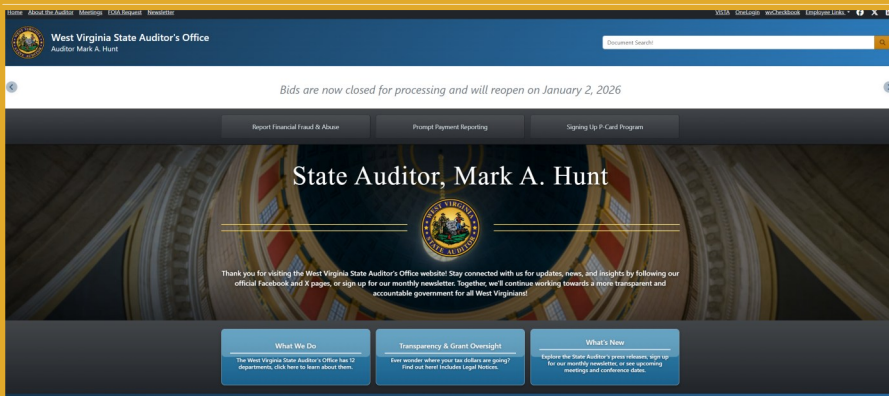 Home About the Auditor Meetings FOIA Request Newsletter
VISTA OneLogin wvCheckbook Employee Links
West Virginia State Auditor's Office
Auditor Mark A. Hunt
Document Search!
Bids are now closed for processing and will reopen on January 2, 2026
Report Financial Fraud & Abuse
Prompt Payment Reporting
Signing Up P-Card Program
State Auditor, Mark A. Hunt
WEST VIRGINIA
STATE AUDITOR
Thank you for visiting the West Virginia State Auditor's Office website! Stay connected with us for updates, news, and insights by following our
official Facebook and X pages, or sign up for our monthly newsletter. Together, we'll continue working towards a more transparent and
accountable government for all West Virginians!
What We Do
The West Virginia State Auditor's Office has 12
departments, click here to learn about them.
Transparency & Grant Oversight
Ever wonder where your tax dollars are going?
Find out here! Includes Legal Notices.
What's New
Explore the State Auditor's press releases, sign up
for our monthly newsletter, or see upcoming
meetings and conference dates.